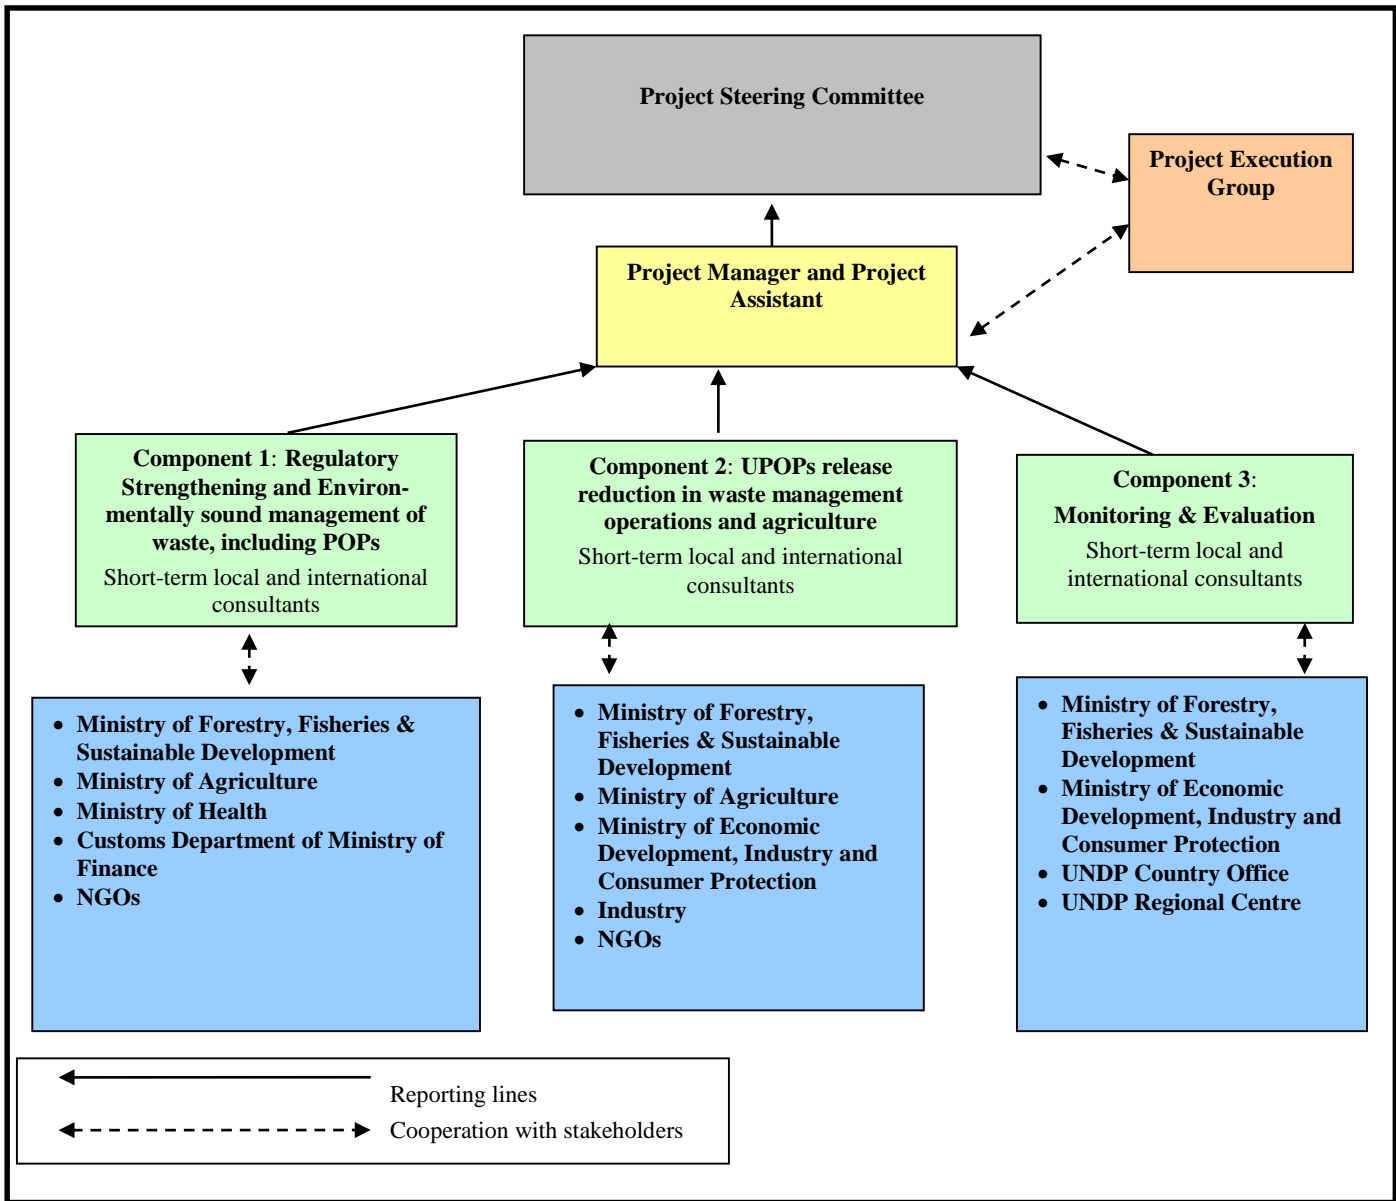 Project Steering Committee
Project Execution
Group
Project Manager and Project
Assistant
Component 1: Regulatory
Strengthening and Environ-
mentally sound management of
waste, including POPs
Short-term local and international
consultants
Component 2: UPOPs release
reduction in waste management
operations and agriculture
Short-term local and international
consultants
Component 3:
Monitoring & Evaluation
Short-term local and
international consultants
• Ministry of Forestry, Fisheries &
Sustainable Development
• Ministry of Agriculture
• Ministry of Health
• Customs Department of Ministry of
Finance
• NGOs
• Ministry of Forestry,
Fisheries & Sustainable
Development
• Ministry of Agriculture
• Ministry of Economic
Development, Industry and
Consumer Protection
• Industry
• NGOs
• Ministry of Forestry,
Fisheries & Sustainable
Development
• Ministry of Economic
Development, Industry and
Consumer Protection
• UNDP Country Office
• UNDP Regional Centre
Reporting lines
Cooperation with stakeholders